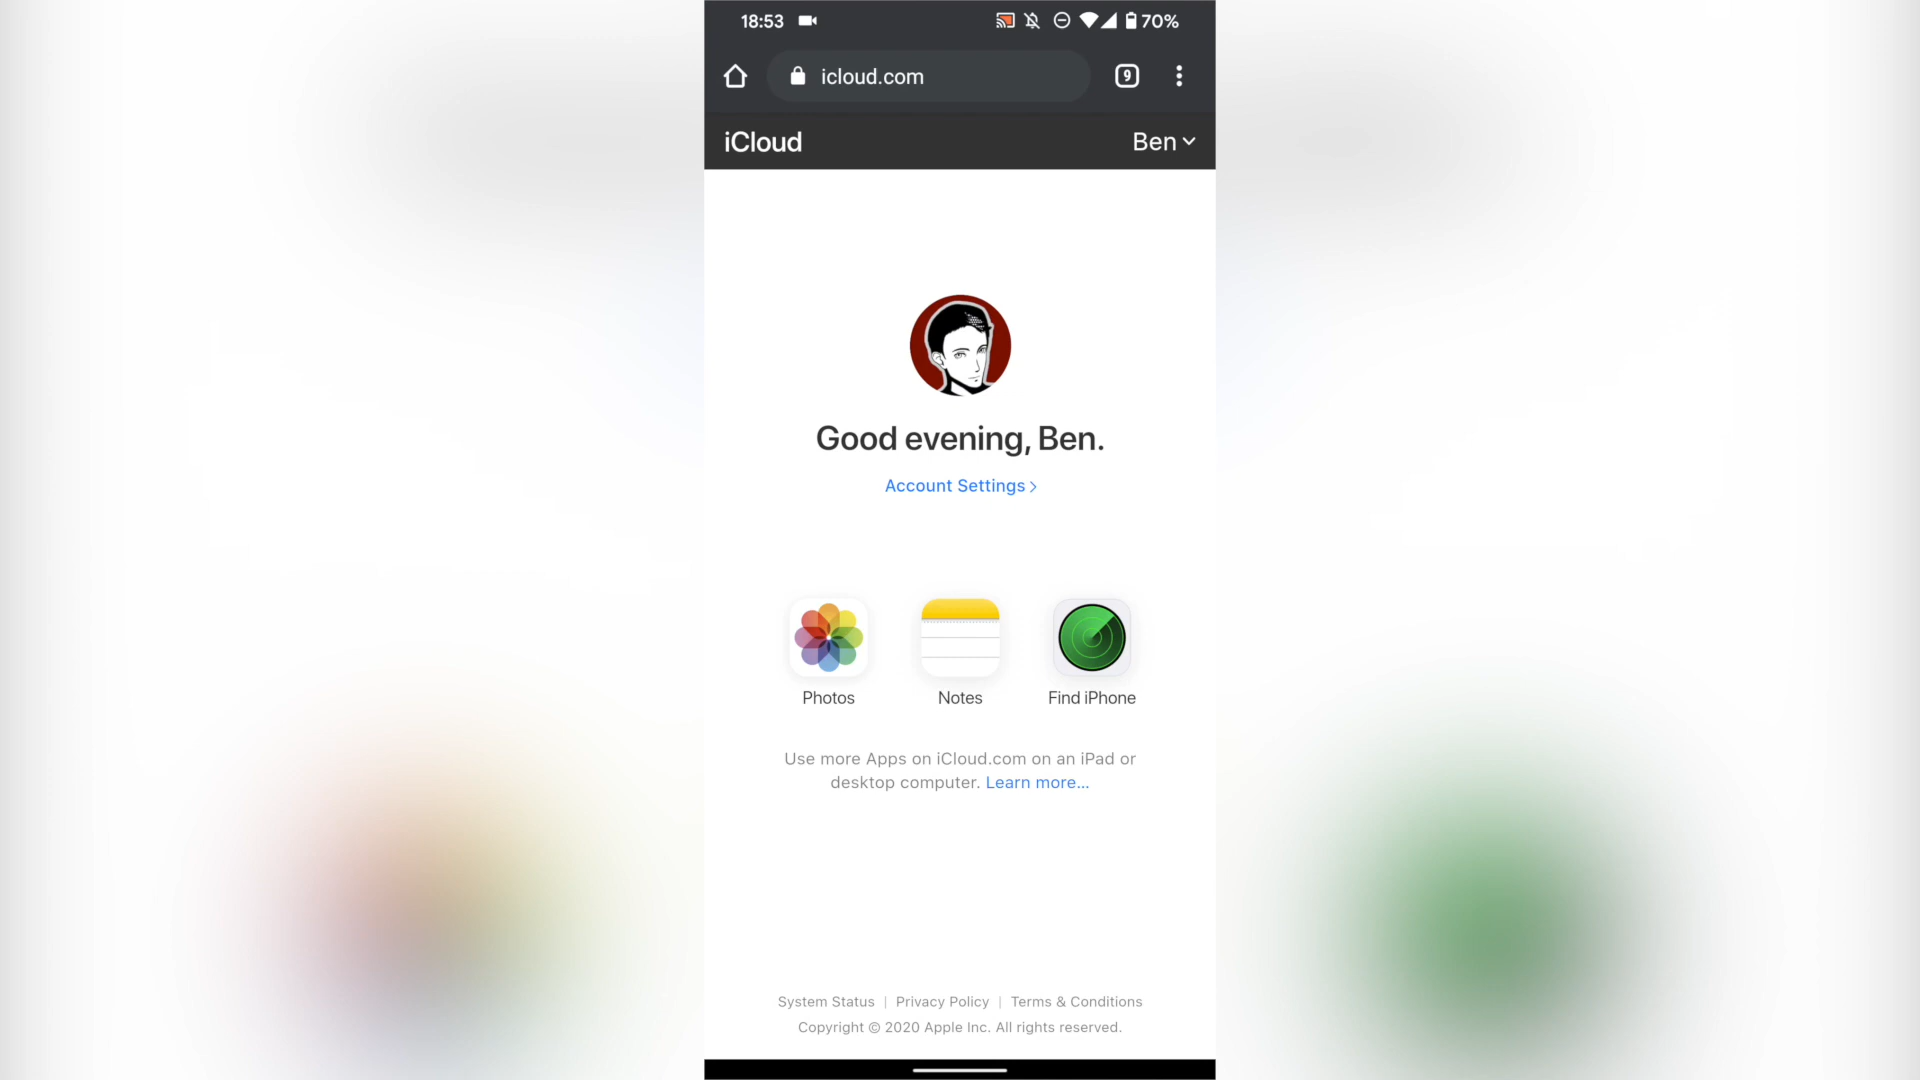 18:53 70%
icloud.com 9
iCloud Ben
Good evening, Ben.
Account Settings
Photos Notes Find iPhone
Use more Apps on iCloud.com on an iPad or
desktop computer. Learn more...
System Status | Privacy Policy | Terms & Conditions
Copyright © 2020 Apple Inc. All rights reserved.